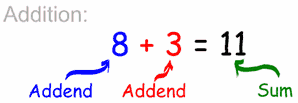 Addition:
8 + 3 = 11
Addend Addend Sum